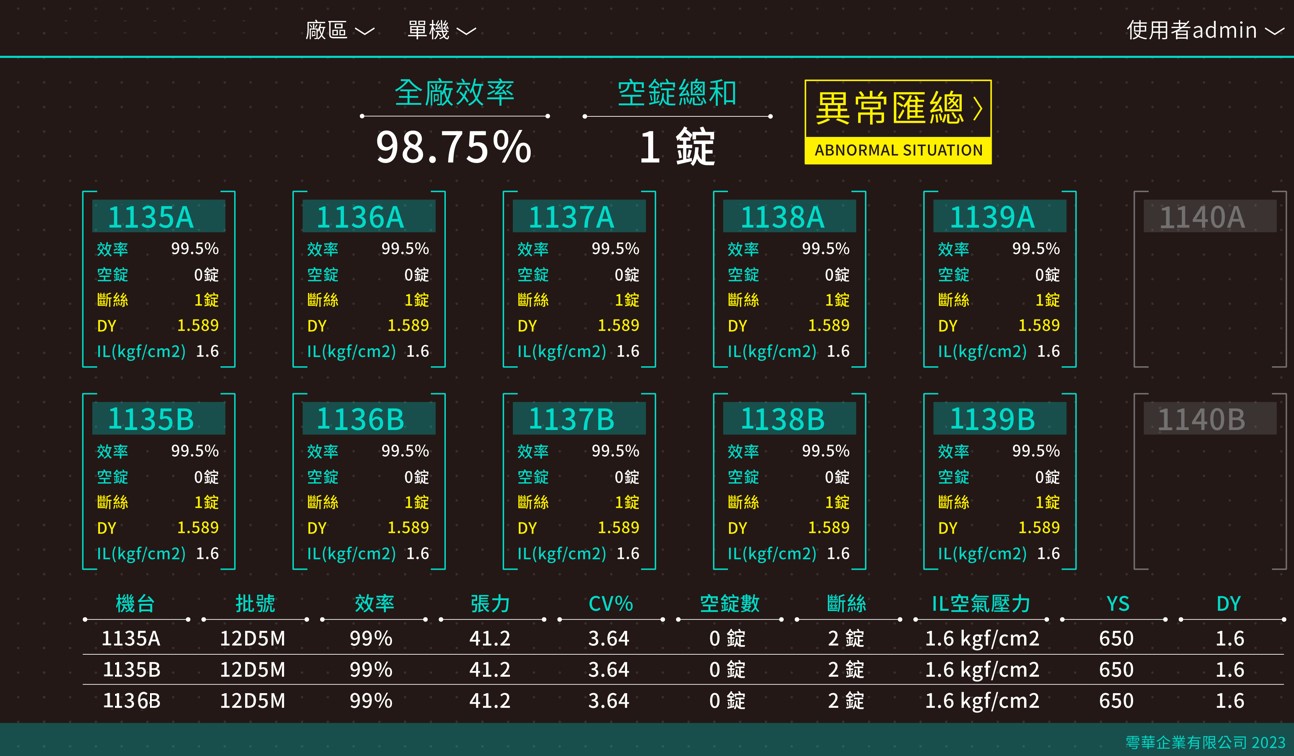 廠區 單機 使用者admin
全廠效率 空錠總和 異常匯總
98.75% 1 錠 ABNORMAL SITUATION
1135A 1136A 1137A 1138A 1139A 1140A
效率 99.5% 效率 99.5% 效率 99.5% 效率 99.5% 效率 99.5%
空錠 0錠 空錠 0錠 空錠 0錠 空錠 0錠 空錠 0錠
斷絲 1錠 斷絲 1錠 斷絲 1錠 斷絲 1錠 斷絲 1錠
DY 1.589 DY 1.589 DY 1.589 DY 1.589 DY 1.589
IL(kgf/cm2) 1.6 IL(kgf/cm2) 1.6 IL(kgf/cm2) 1.6 IL(kgf/cm2) 1.6 IL(kgf/cm2) 1.6
1135B 1136B 1137B 1138B 1139B 1140B
效率 99.5% 效率 99.5% 效率 99.5% 效率 99.5% 效率 99.5%
空錠 0錠 空錠 0錠 空錠 0錠 空錠 0錠 空錠 0錠
斷絲 1錠 斷絲 1錠 斷絲 1錠 斷絲 1錠 斷絲 1錠
DY 1.589 DY 1.589 DY 1.589 DY 1.589 DY 1.589
IL(kgf/cm2) 1.6 IL(kgf/cm2) 1.6 IL(kgf/cm2) 1.6 IL(kgf/cm2) 1.6 IL(kgf/cm2) 1.6
機台 批號 效率 張力 CV% 空錠數 斷絲 IL空氣壓力 YS DY
1135A 12D5M 99% 41.2 3.64 0 錠 2 錠 1.6 kgf/cm2 650 1.6
1135B 12D5M 99% 41.2 3.64 0 錠 2 錠 1.6 kgf/cm2 650 1.6
1136B 12D5M 99% 41.2 3.64 0 錠 2 錠 1.6 kgf/cm2 650 1.6
零華企業有限公司 2023